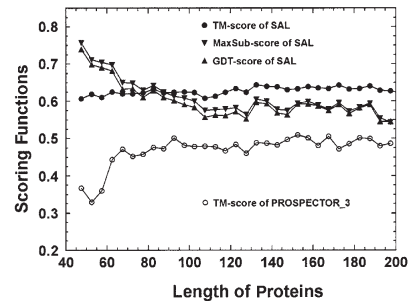 0.9
0.8
0.7
0.6
0.5
0.4
0.3
0.2
Scoring Functions
TM-score of SAL
MaxSub-score of SAL
GDT-score of SAL
TM-score of PROSPECTOR_3
40 60 80 100 120 140 160 180 200
Length of Proteins